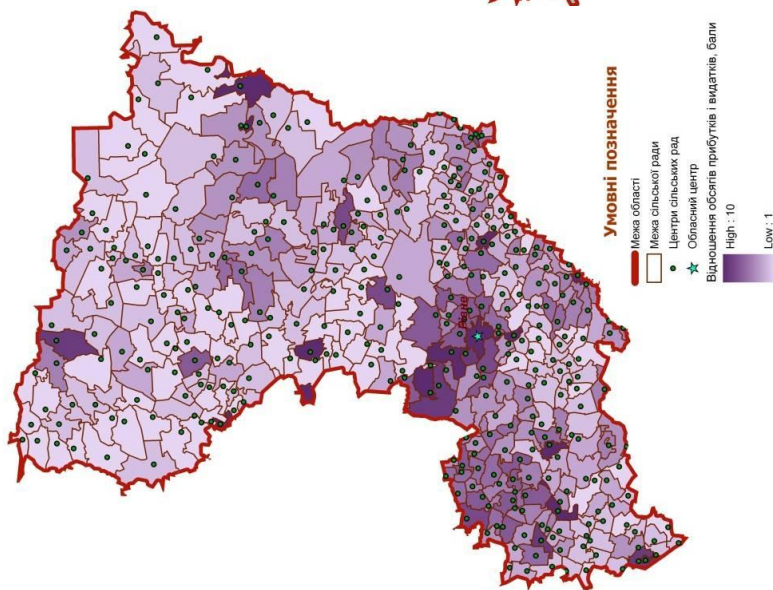 Рівне
Умовні позначення
Межа області
Межа сільської ради
Центри сільських рад
Обласний центр
Відношення обсягів прибутків і видатків, бали
High : 10
Low : 1